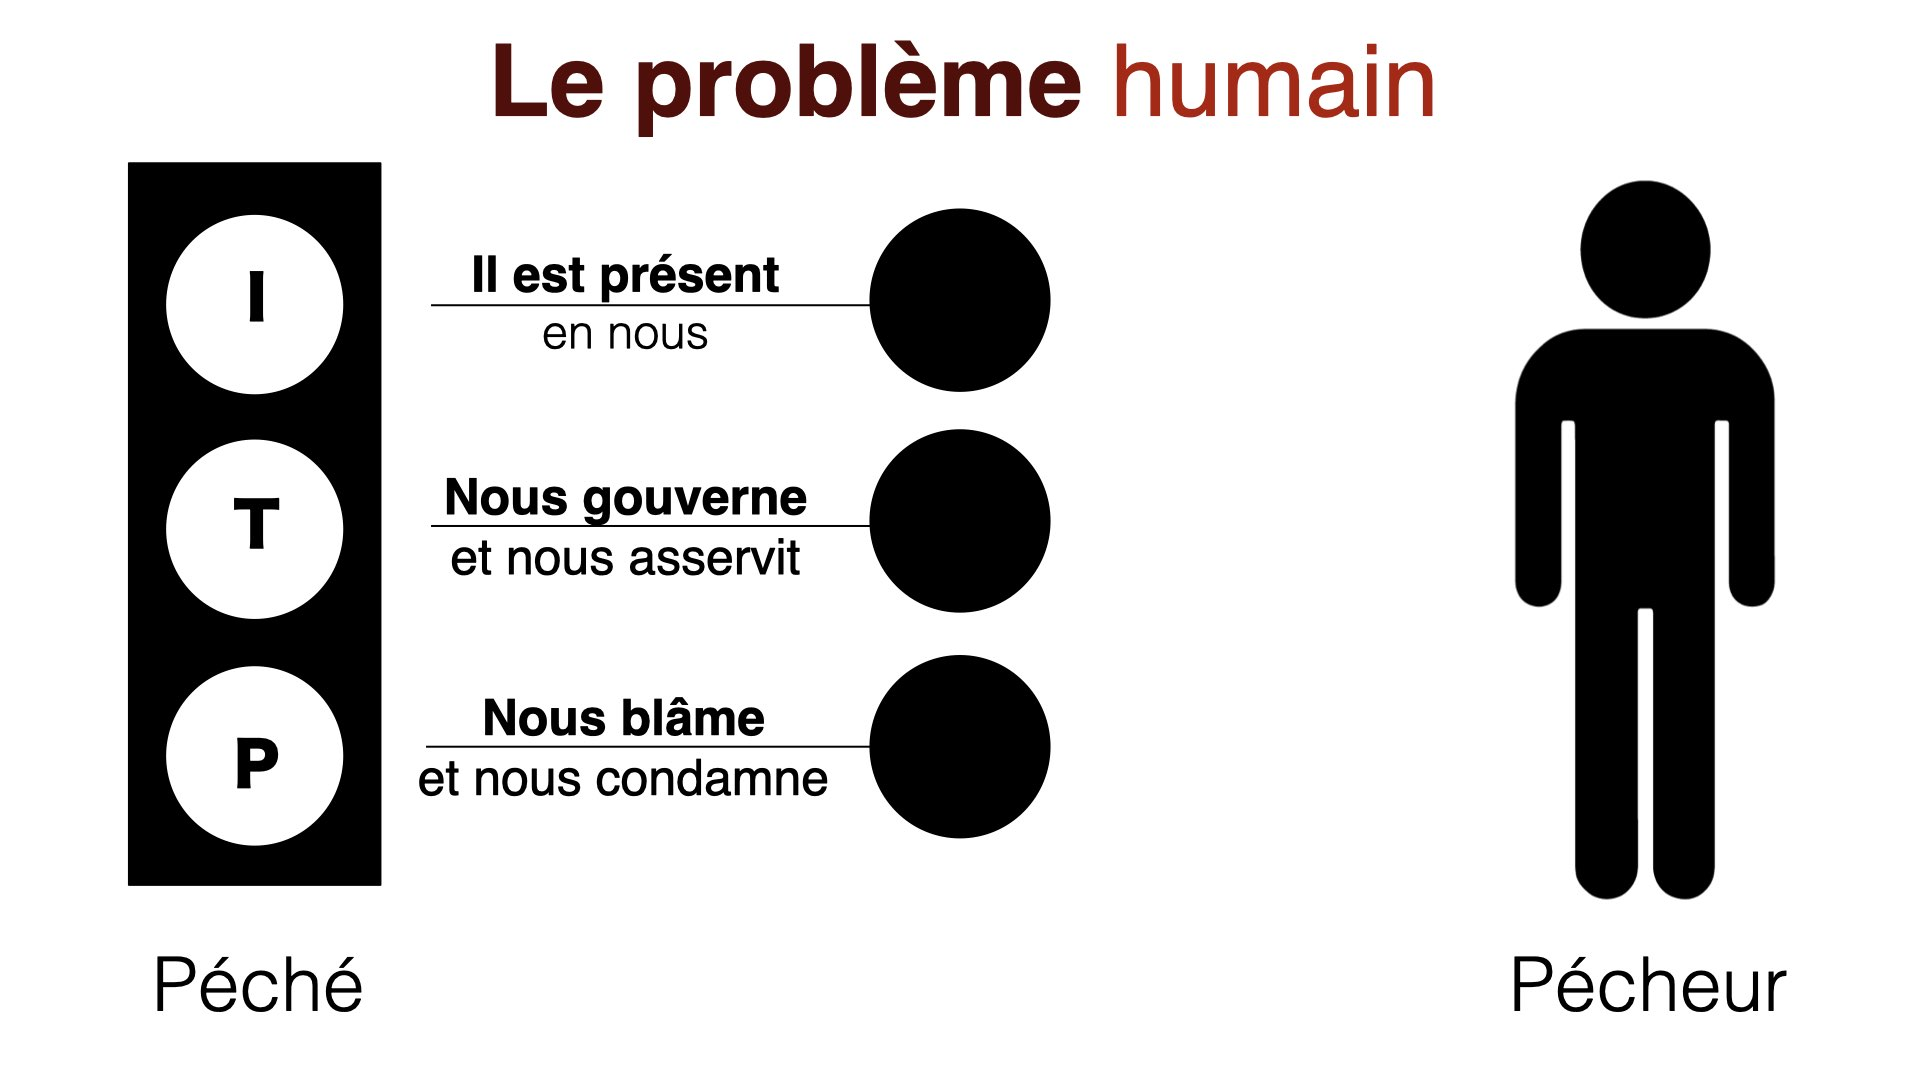 Le problème humain
I
Il est présent
en nous
T
Nous gouverne
et nous asservit
P
Nous blâme
et nous condamne
Péché
Pécheur